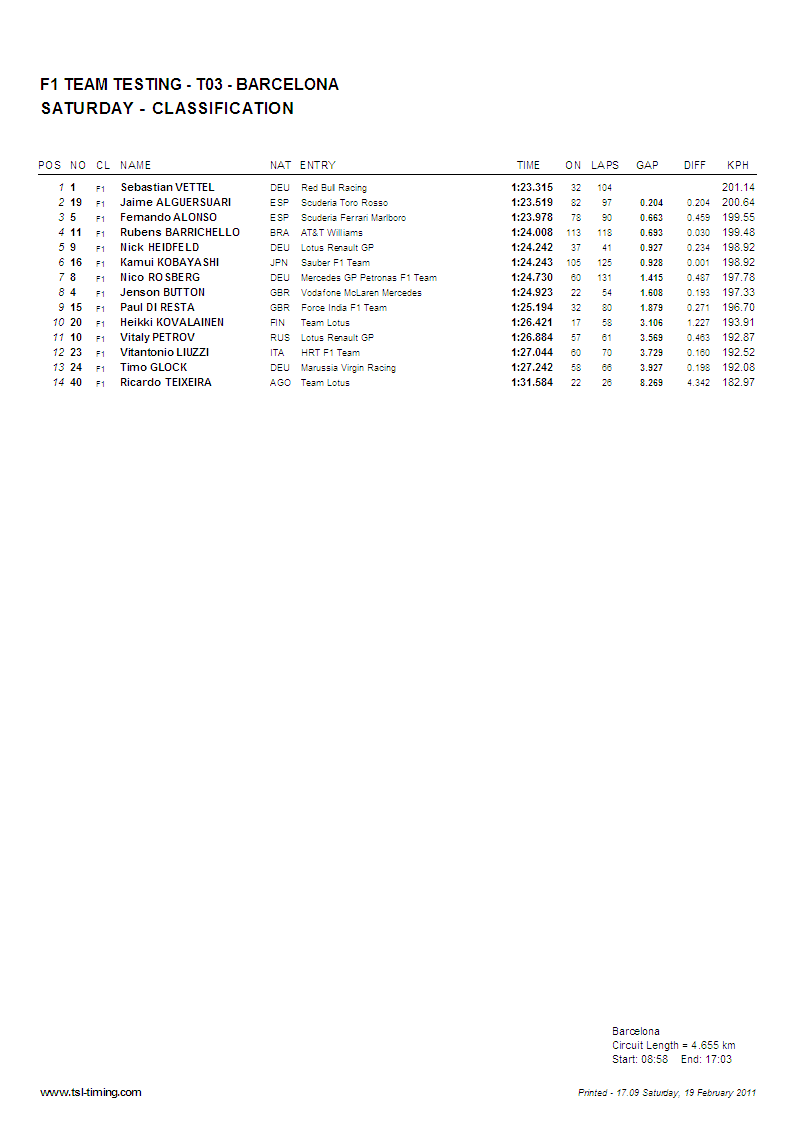 F1 TEAM TESTING - T03 - BARCELONA
SATURDAY - CLASSIFICATION
POS NO CL NAME NAT ENTRY TIME ON LAPS GAP DIFF KPH
1 1 F1 Sebastian VETTEL DEU Red Bull Racing 1:23.315 32 104 201.14
2 19 F1 Jaime ALGUERSUARI ESP Scuderia Toro Rosso 1:23.519 82 97 0.204 0.204 200.64
3 5 F1 Fernando ALONSO ESP Scuderia Ferrari Marlboro 1:23.978 78 90 0.663 0.459 199.55
4 11 F1 Rubens BARRICHELLO BRA AT&T Williams 1:24.008 113 118 0.693 0.030 199.48
5 9 F1 Nick HEIDFELD DEU Lotus Renault GP 1:24.242 37 41 0.927 0.234 198.92
6 16 F1 Kamui KOBAYASHI JPN Sauber F1 Team 1:24.243 105 125 0.928 0.001 198.92
7 8 F1 Nico ROSBERG DEU Mercedes GP Petronas F1 Team 1:24.730 60 131 1.415 0.487 197.78
8 4 F1 Jenson BUTTON GBR Vodafone McLaren Mercedes 1:24.923 22 54 1.608 0.193 197.33
9 15 F1 Paul DI RESTA GBR Force India F1 Team 1:25.194 32 80 1.879 0.271 196.70
10 20 F1 Heikki KOVALAINEN FIN Team Lotus 1:26.421 17 58 3.106 1.227 193.91
11 10 F1 Vitaly PETROV RUS Lotus Renault GP 1:26.884 57 61 3.569 0.463 192.87
12 23 F1 Vitantonio LIUZZI ITA HRT F1 Team 1:27.044 60 70 3.729 0.160 192.52
13 24 F1 Timo GLOCK DEU Marussia Virgin Racing 1:27.242 58 66 3.927 0.198 192.08
14 40 F1 Ricardo TEIXEIRA AGO Team Lotus 1:31.584 22 26 8.269 4.342 182.97
Barcelona
Circuit Length = 4.655 km
Start: 08:58 End: 17:03
www.tsl-timing.com Printed - 17.09 Saturday, 19 February 2011